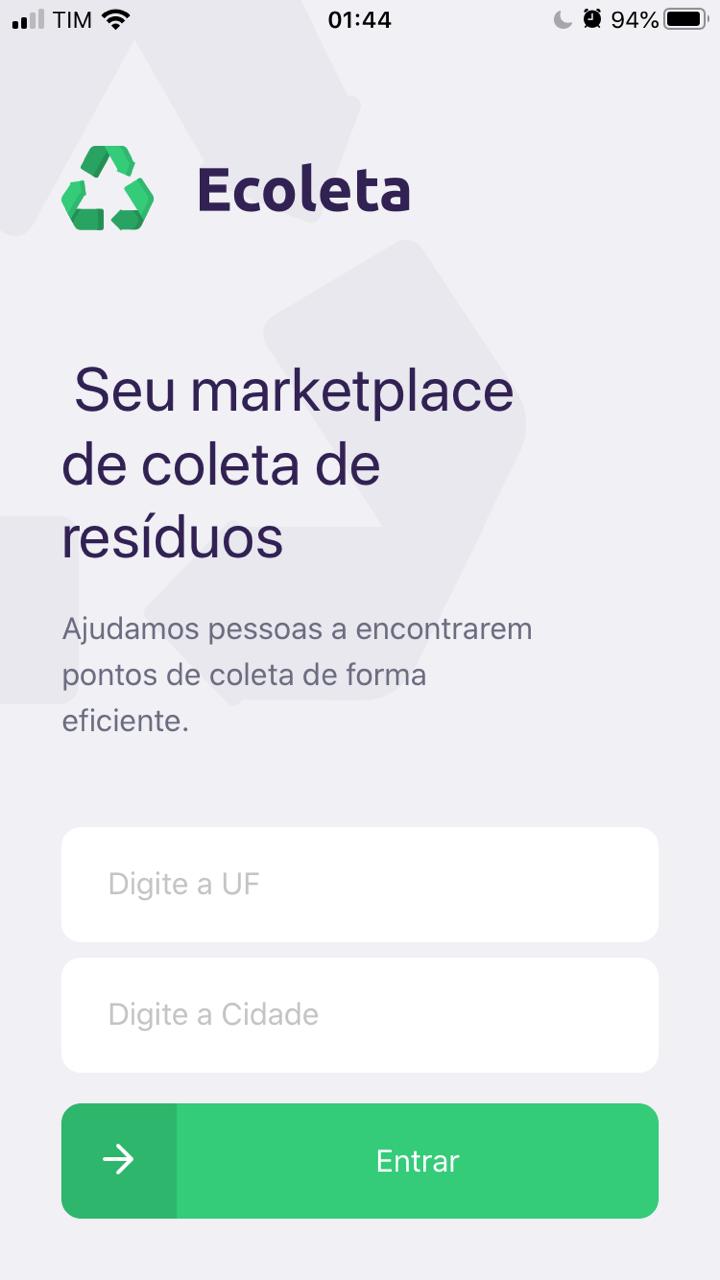 TIM 01:44 94%
Ecoleta
Seu marketplace
de coleta de
resíduos
Ajudamos pessoas a encontrarem
pontos de coleta de forma
eficiente.
Digite a UF
Digite a Cidade
Entrar